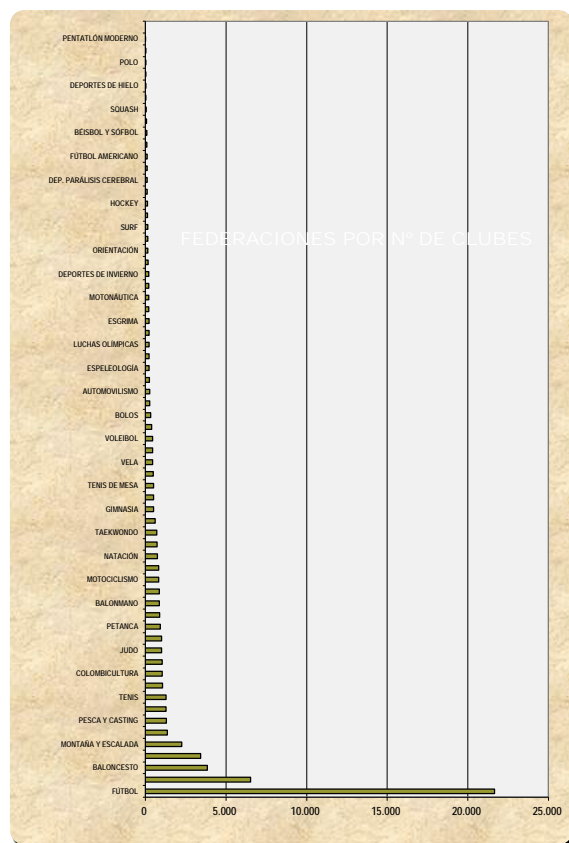 PENTATLÓN MODERNO
POLO
DEPORTES DE HIELO
SQUASH
BÉISBOL Y SÓFBOL
FÚTBOL AMERICANO
DEP. PARÁLISIS CEREBRAL
HOCKEY
SURF
FEDERACIONES POR Nº DE CLUBES
ORIENTACIÓN
DEPORTES DE INVIERNO
MOTONÁUTICA
ESGRIMA
LUCHAS OLÍMPICAS
ESPELEOLOGÍA
AUTOMOVILISMO
BOLOS
VOLEIBOL
VELA
TENIS DE MESA
GIMNASIA
TAEKWONDO
NATACIÓN
MOTOCICLISMO
BALONMANO
PETANCA
JUDO
COLOMBICULTURA
TENIS
PESCA Y CASTING
MONTAÑA Y ESCALADA
BALONCESTO
FÚTBOL
0 5.000 10.000 15.000 20.000 25.000